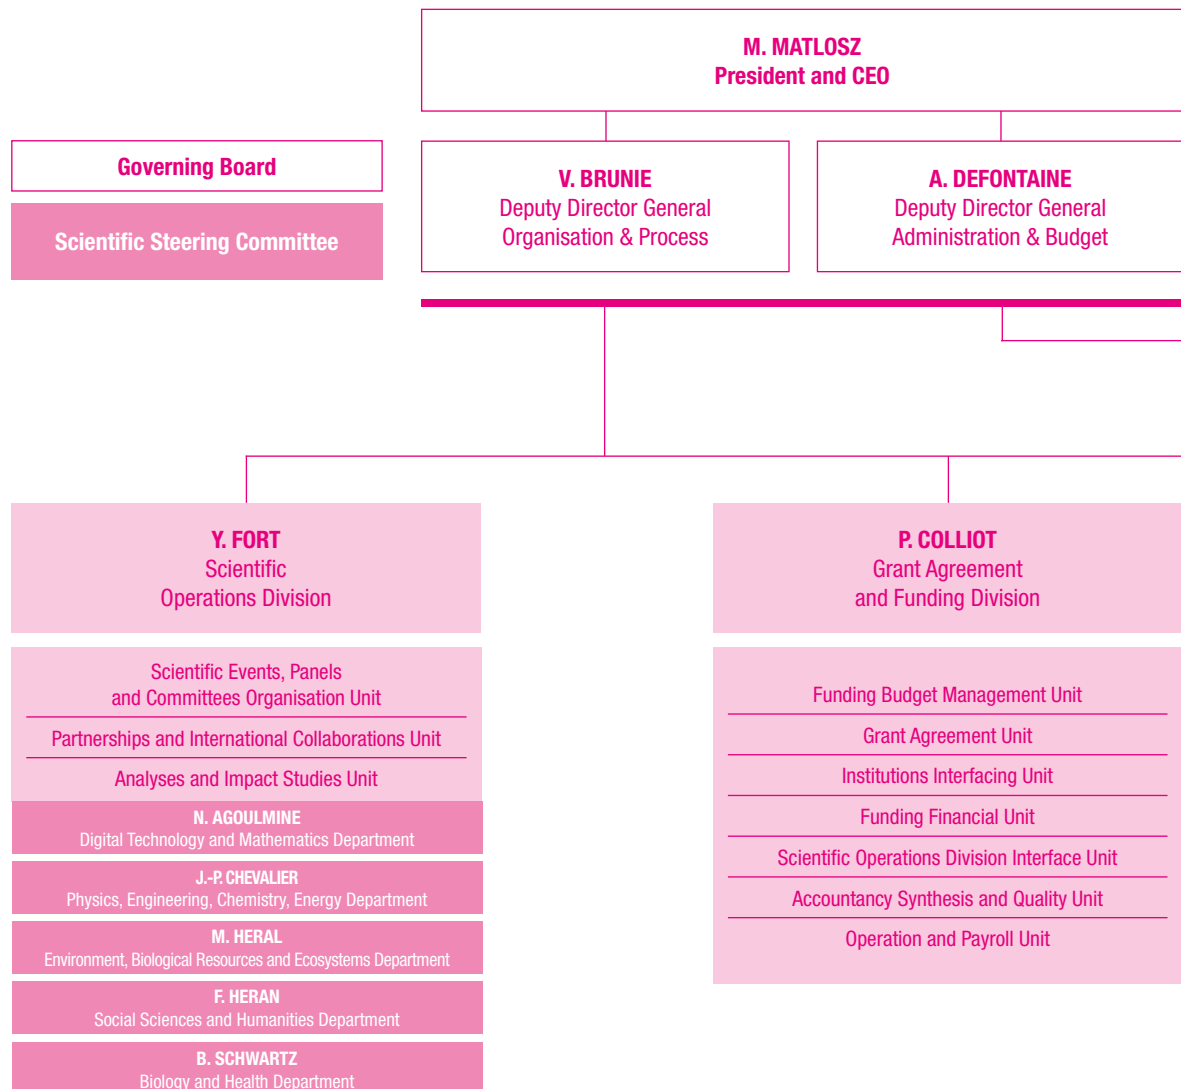 M. MATLOSZ
President and CEO
Governing Board
Scientific Steering Committee
V. BRUNIE
Deputy Director General
Organisation & Process
A. DEFONTAINE
Deputy Director General
Administration & Budget
Y. FORT
Scientific
Operations Division
Scientific Events, Panels
and Committees Organisation Unit
Partnerships and International Collaborations Unit
Analyses and Impact Studies Unit
N. AGOULMINE
Digital Technology and Mathematics Department
J.-P. CHEVALIER
Physics, Engineering, Chemistry, Energy Department
M. HERAL
Environment, Biological Resources and Ecosystems Department
F. HERAN
Social Sciences and Humanities Department
B. SCHWARTZ
Biology and Health Department
P. COLLIOT
Grant Agreement
and Funding Division
Funding Budget Management Unit
Grant Agreement Unit
Institutions Interfacing Unit
Funding Financial Unit
Scientific Operations Division Interface Unit
Accountancy Synthesis and Quality Unit
Operation and Payroll Unit